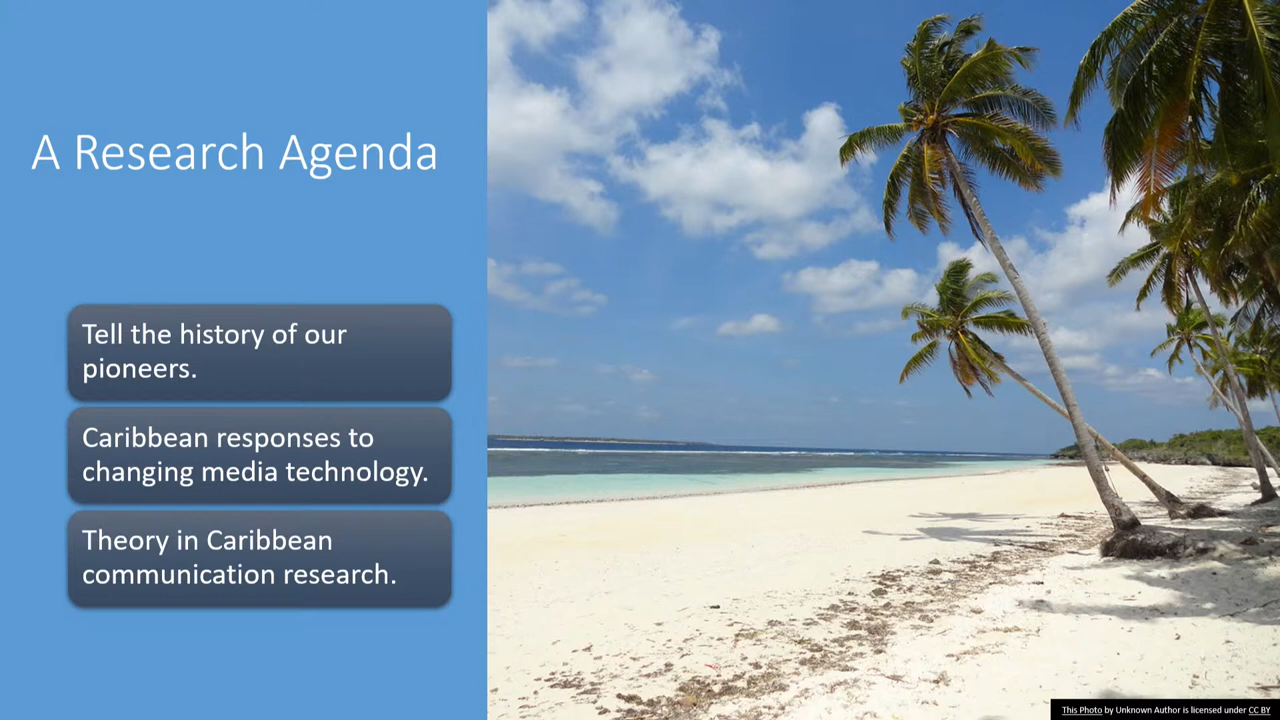 A Research Agenda
Tell the history of our
pioneers.
Caribbean responses to
changing media technology.
Theory in Caribbean
communication research.
This Photo by Unknown Author is licensed under CC BY